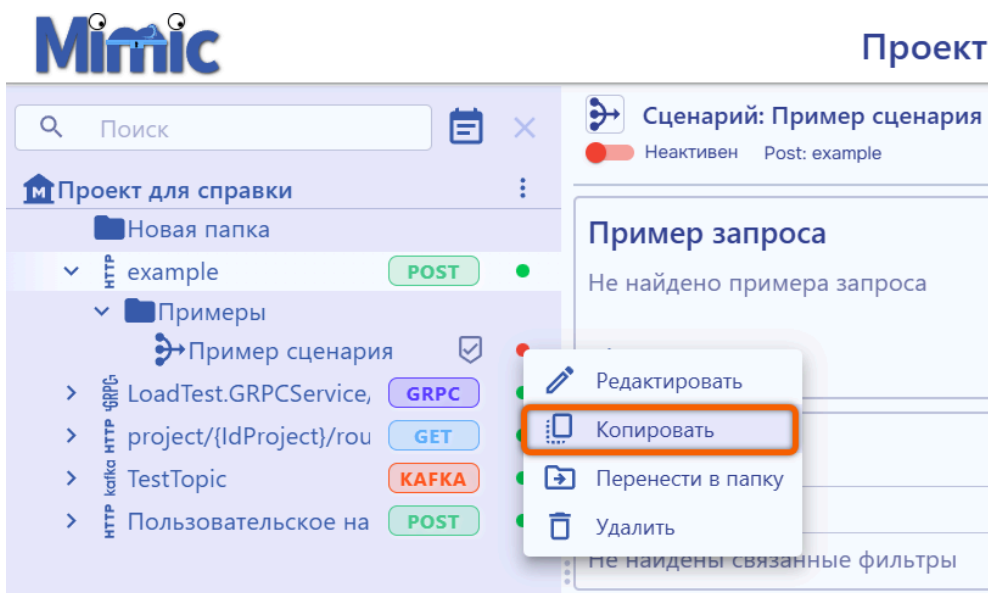 Mimic
Проект
Поиск
Сценарий: Пример сценария
Неактивен Post: example
Проект для справки
Новая папка
Пример запроса
HTTP example POST
Не найдено примера запроса
Примеры
Пример сценария
Редактировать
gRPC LoadTest.GRPCService, GRPC
HTTP project/{IdProject}/rou GET
Копировать
kafka TestTopic KAFKA
Перенести в папку
HTTP Пользовательское на POST
Удалить
Не найдены связанные фильтры